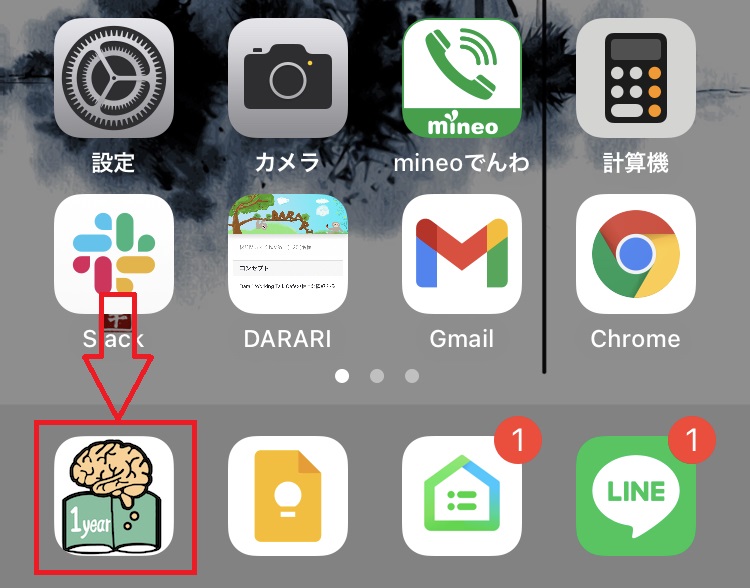 設定
カメラ
mineo
mineoでんわ
計算機
DARARI
コンセプト
Slack
DARARI
Gmail
Chrome
1year
1
LINE
1